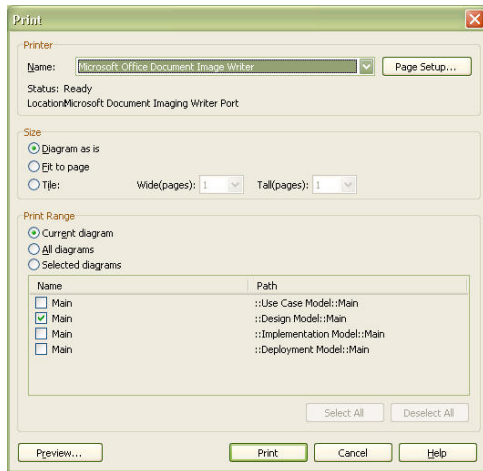 Print
Printer
Name: Microsoft Office Document Image Writer Page Setup...
Status: Ready
LocationMicrosoft Document Imaging Writer Port
Size
Diagram as is
Fit to page
Tile: Wide(pages): 1 Tall(pages): 1
Print Range
Current diagram
All diagrams
Selected diagrams
Name Path
Main ::Use Case Model::Main
Main ::Design Model::Main
Main ::Implementation Model::Main
Main ::Deployment Model::Main
Select All Deselect All
Preview... Print Cancel Help